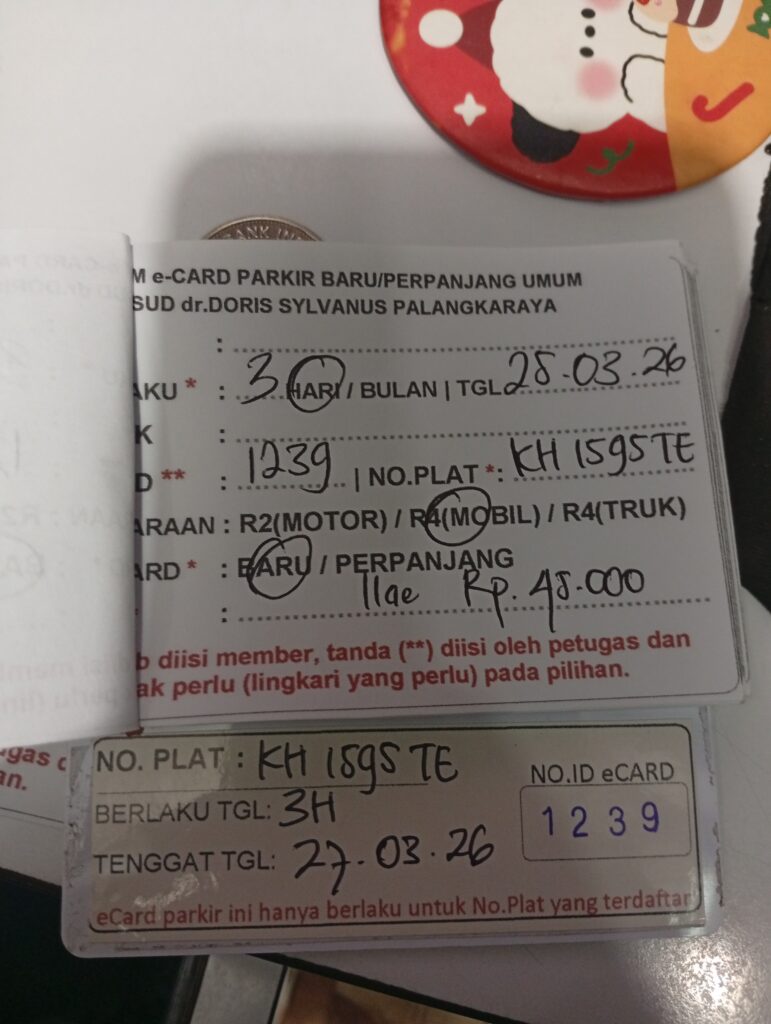 BANK IN
M e-CARD PARKIR BARU/PERPANJANG UMUM
SUD dr.DORIS SYLVANUS PALANGKARAYA
:
AKU * : 3 HARI / BULAN | TGL 25.03.26
K :
D ** : 1239 | NO.PLAT *: KH 1595 TE
ARAAN : R2(MOTOR) / R4(MOBIL) / R4(TRUK)
ARD * : BARU / PERPANJANG
: Rp. 45.000
b diisi member, tanda (**) diisi oleh petugas dan
ak perlu (lingkari yang perlu) pada pilihan.
NO. PLAT : KH 1595 TE
BERLAKU TGL: 3H
TENGGAT TGL: 27.03.26
NO.ID eCARD
1239
eCard parkir ini hanya berlaku untuk No.Plat yang terdaftar
gas
an.